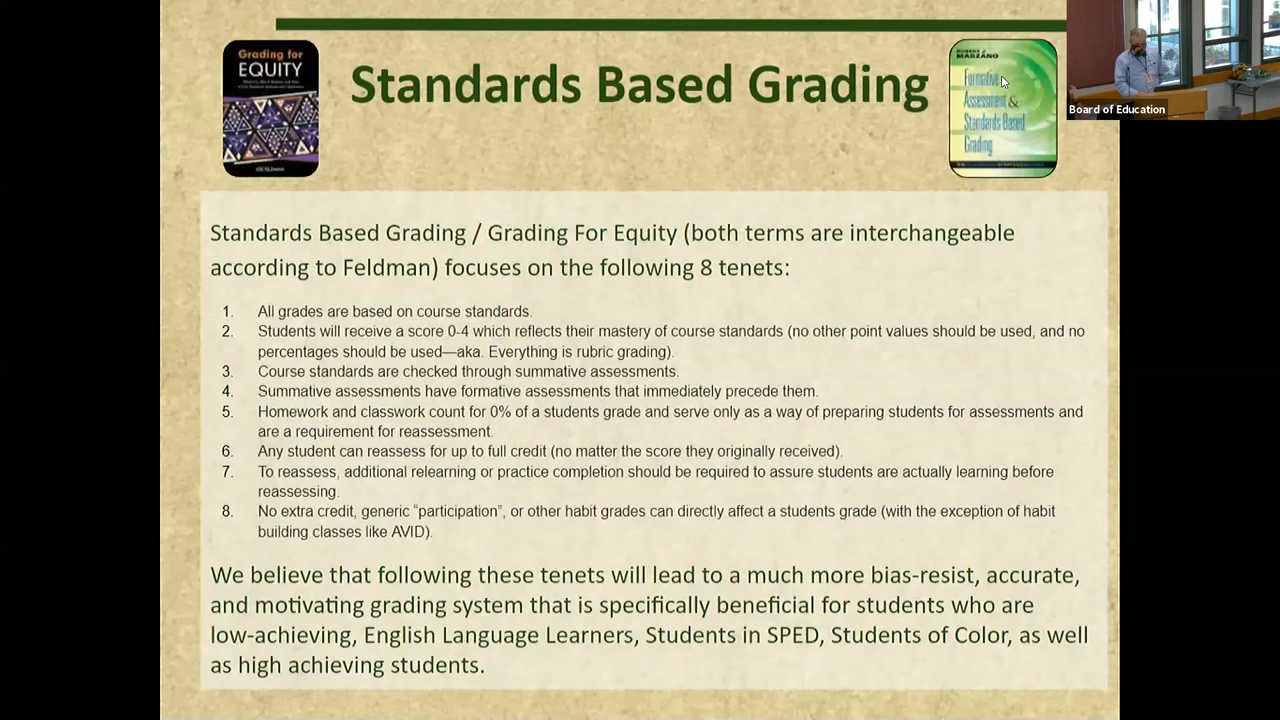 Grading for
EQUITY
Standards Based Grading
ROBERT J.
MARZANO
Formative
Assessment &
Standards-Based
Grading
Board of Education
Standards Based Grading / Grading For Equity (both terms are interchangeable
according to Feldman) focuses on the following 8 tenets:
1. All grades are based on course standards.
2. Students will receive a score 0-4 which reflects their mastery of course standards (no other point values should be used, and no
percentages should be used—aka. Everything is rubric grading).
3. Course standards are checked through summative assessments.
4. Summative assessments have formative assessments that immediately precede them.
5. Homework and classwork count for 0% of a students grade and serve only as a way of preparing students for assessments and
are a requirement for reassessment.
6. Any student can reassess for up to full credit (no matter the score they originally received).
7. To reassess, additional relearning or practice completion should be required to assure students are actually learning before
reassessing.
8. No extra credit, generic “participation”, or other habit grades can directly affect a students grade (with the exception of habit
building classes like AVID).
We believe that following these tenets will lead to a much more bias-resist, accurate,
and motivating grading system that is specifically beneficial for students who are
low-achieving, English Language Learners, Students in SPED, Students of Color, as well
as high achieving students.